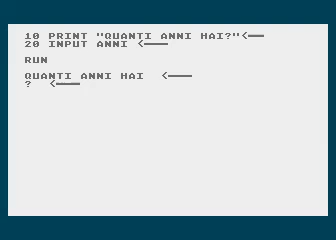 10 PRINT "QUANTI ANNI HAI?"
20 INPUT ANNI
RUN
QUANTI ANNI HAI
?